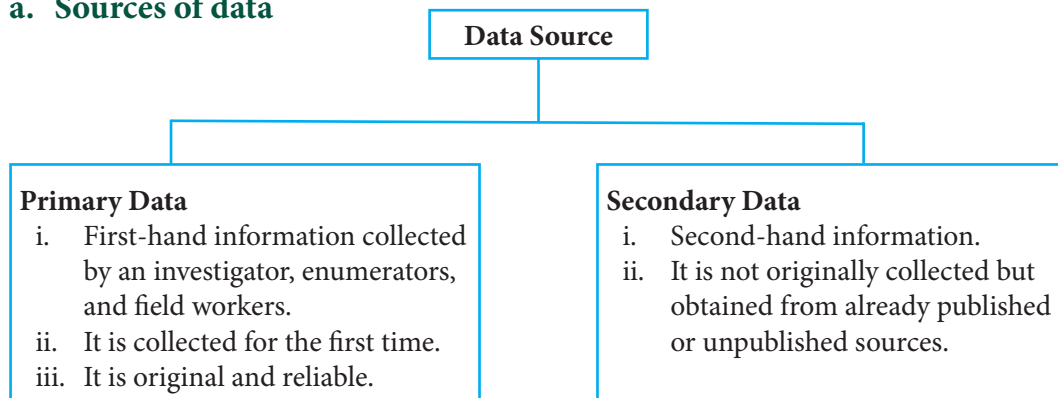 a. Sources of data
Data Source
Primary Data
i. First-hand information collected
by an investigator, enumerators,
and field workers.
ii. It is collected for the first time.
iii. It is original and reliable.
Secondary Data
i. Second-hand information.
ii. It is not originally collected but
obtained from already published
or unpublished sources.